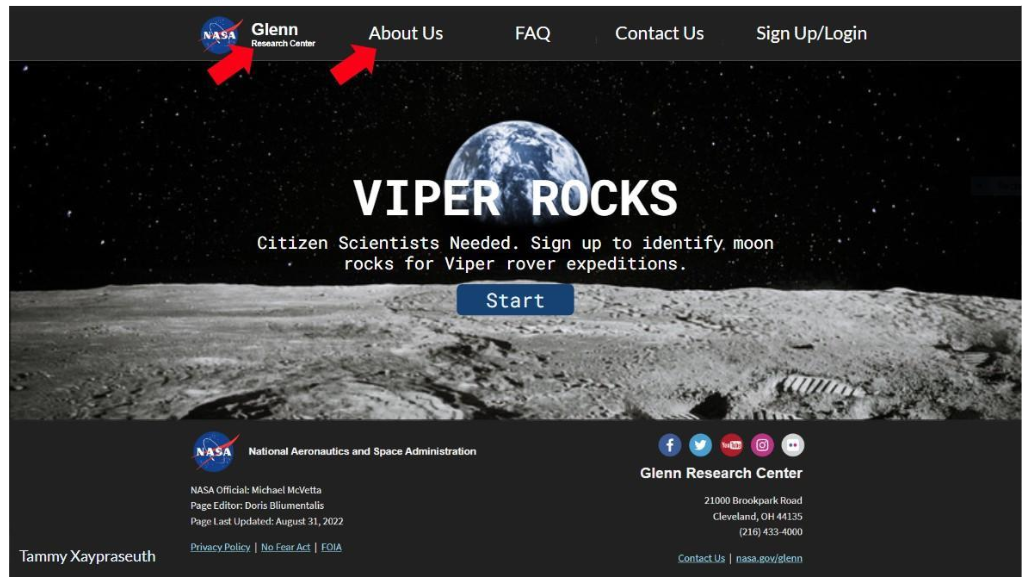 NASA
Glenn
Research Center
About Us
FAQ
Contact Us
Sign Up/Login
VIPER ROCKS
Citizen Scientists Needed. Sign up to identify moon
rocks for Viper rover expeditions.
Start
NASA
National Aeronautics and Space Administration
NASA Official: Michael McVetta
Page Editor: Doris Bliumentalis
Page Last Updated: August 31, 2022
Privacy Policy | No Fear Act | FOIA
YouTube
Glenn Research Center
21000 Brookpark Road
Cleveland, OH 44135
(216) 433-4000
Contact Us | nasa.gov/glenn
Tammy Xaypraseuth